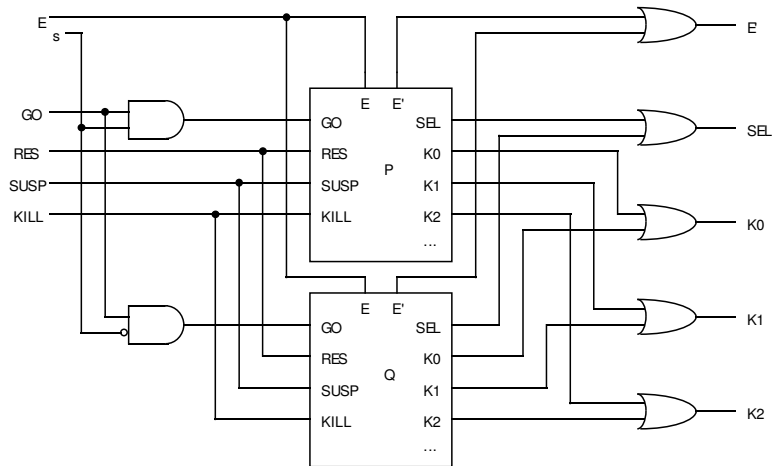 E
s
GO
RES
SUSP
KILL
E E'
GO
RES
SUSP
KILL
P
SEL
K0
K1
K2
...
E E'
GO
RES
SUSP
KILL
Q
SEL
K0
K1
K2
...
E'
SEL
K0
K1
K2